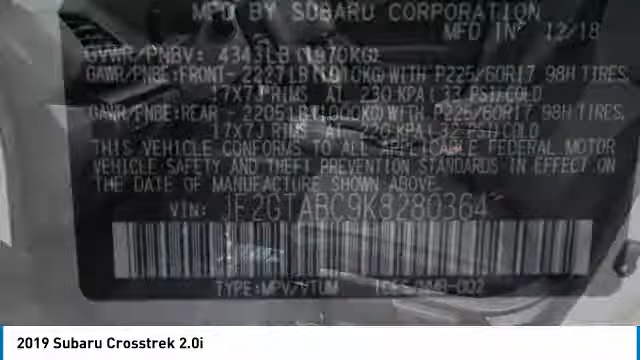 MFD BY SUBARU CORPORATION
MFD IN: 12/18
GVWR/PNBV: 4343LB (1970KG)
GAWR/PNBE:FRONT- 2227LB(1010KG)WITH P225/60R17 98H TIRES,
17X7J RIMS AT 230 KPA(33 PSI)COLD
GAWR/PNBE:REAR - 2205LB(1000KG)WITH P225/60R17 98H TIRES,
17X7J RIMS AT 220 KPA(32 PSI)COLD
THIS VEHICLE CONFORMS TO ALL APPLICABLE FEDERAL MOTOR
VEHICLE SAFETY AND THEFT PREVENTION STANDARDS IN EFFECT ON
THE DATE OF MANUFACTURE SHOWN ABOVE.
VIN: JF2GTABC9K8280364
TYPE:MPV/VTUM
2019 Subaru Crosstrek 2.0i